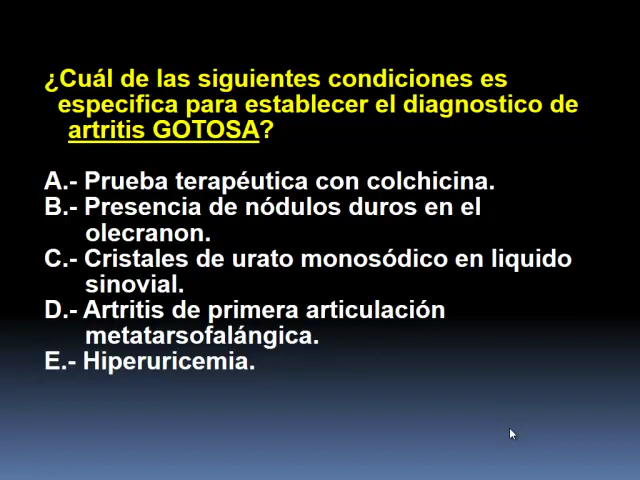 ¿Cuál de las siguientes condiciones es
especifica para establecer el diagnostico de
artritis GOTOSA?
A.- Prueba terapéutica con colchicina.
B.- Presencia de nódulos duros en el
olecranon.
C.- Cristales de urato monosódico en liquido
sinovial.
D.- Artritis de primera articulación
metatarsofalángica.
E.- Hiperuricemia.